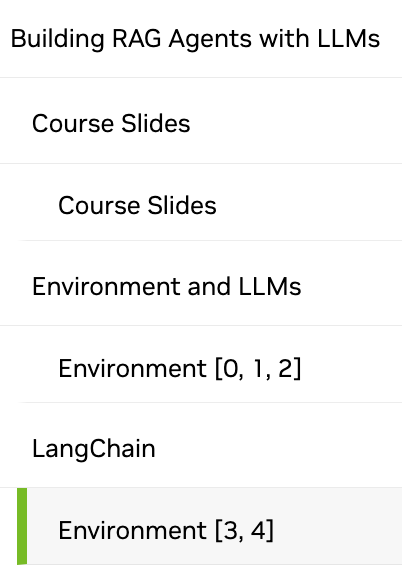 Building RAG Agents with LLMs
Course Slides
Course Slides
Environment and LLMs
Environment [0, 1, 2]
LangChain
Environment [3, 4]